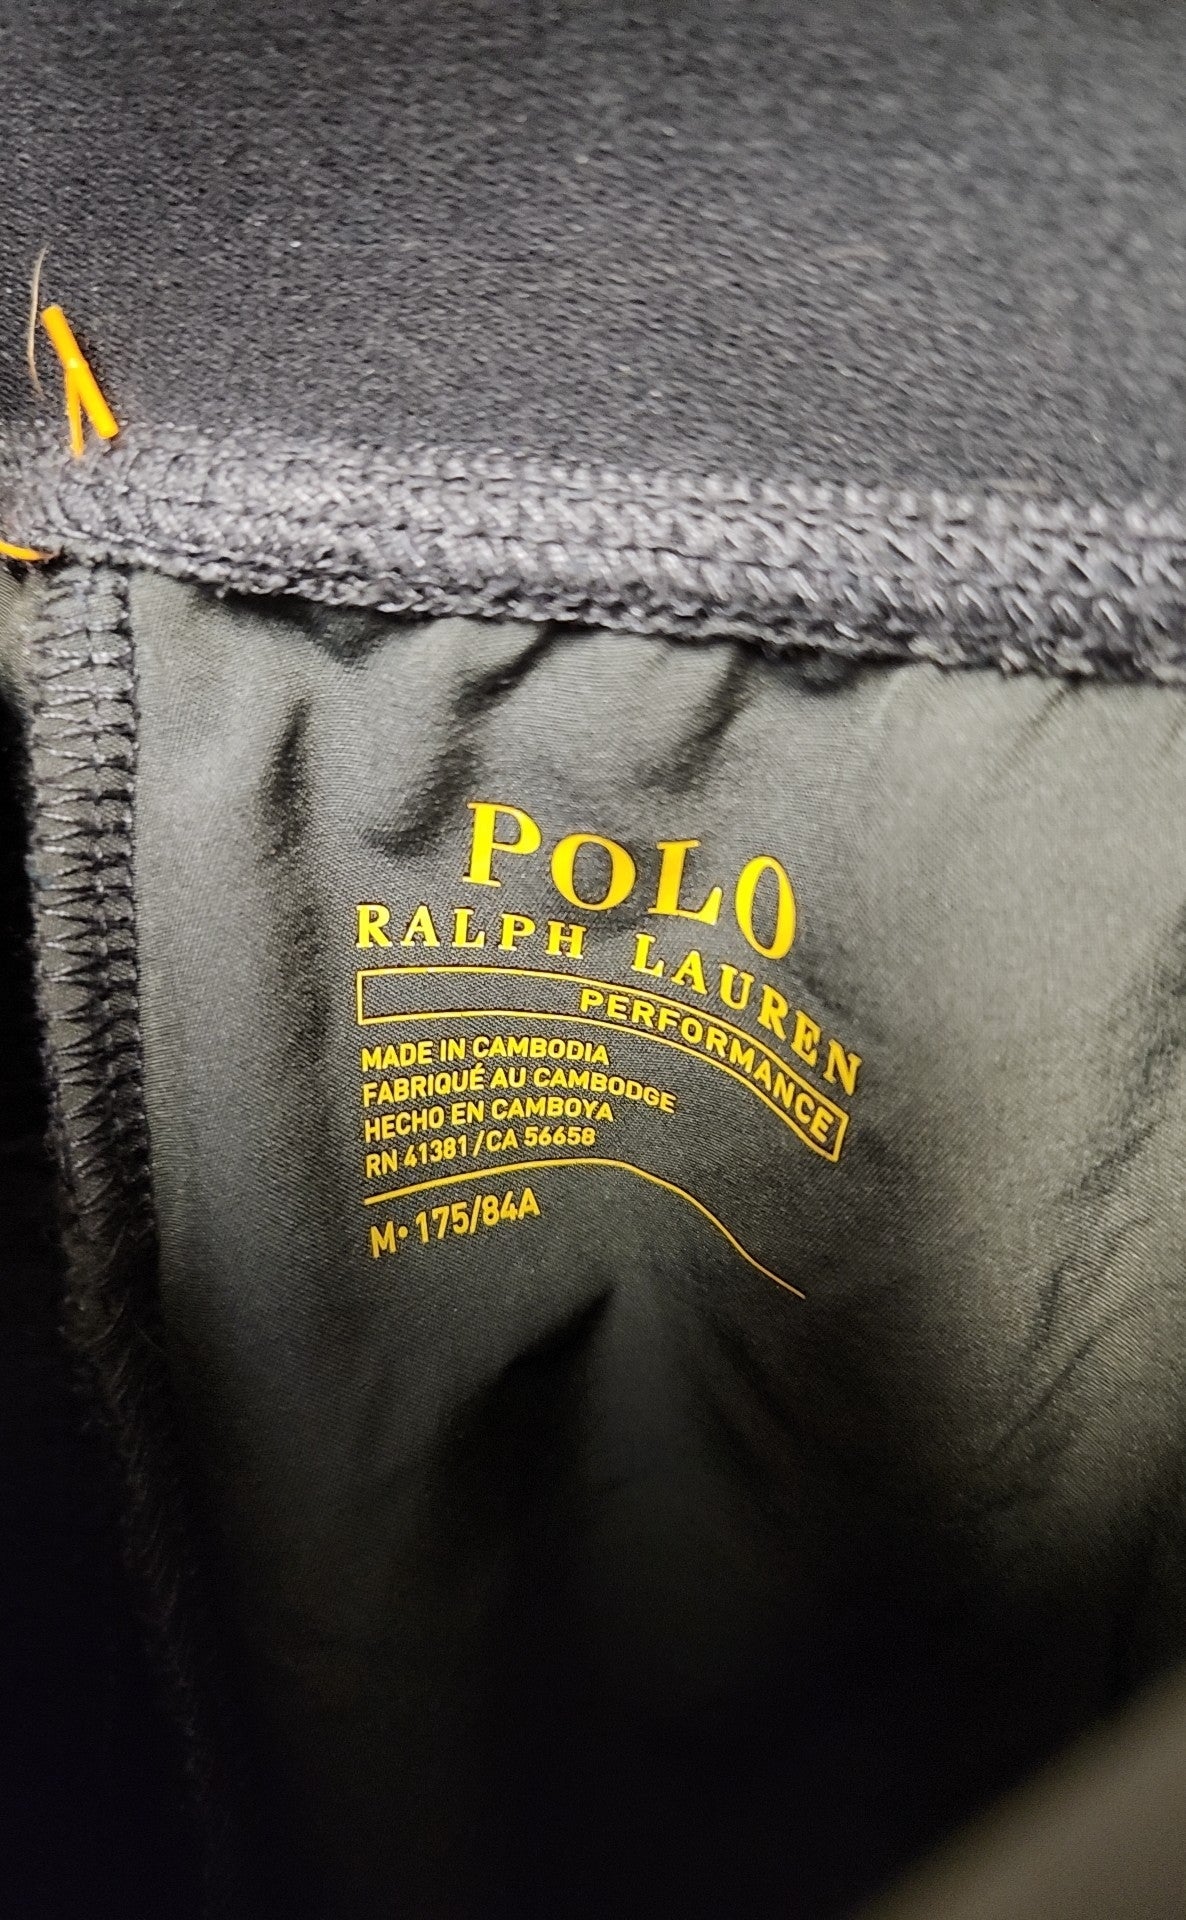 POLO
RALPH LAUREN
PERFORMANCE
MADE IN CAMBODIA
FABRIQUÉ AU CAMBODGE
HECHO EN CAMBOYA
RN 41381/CA 56658
M• 175/84A